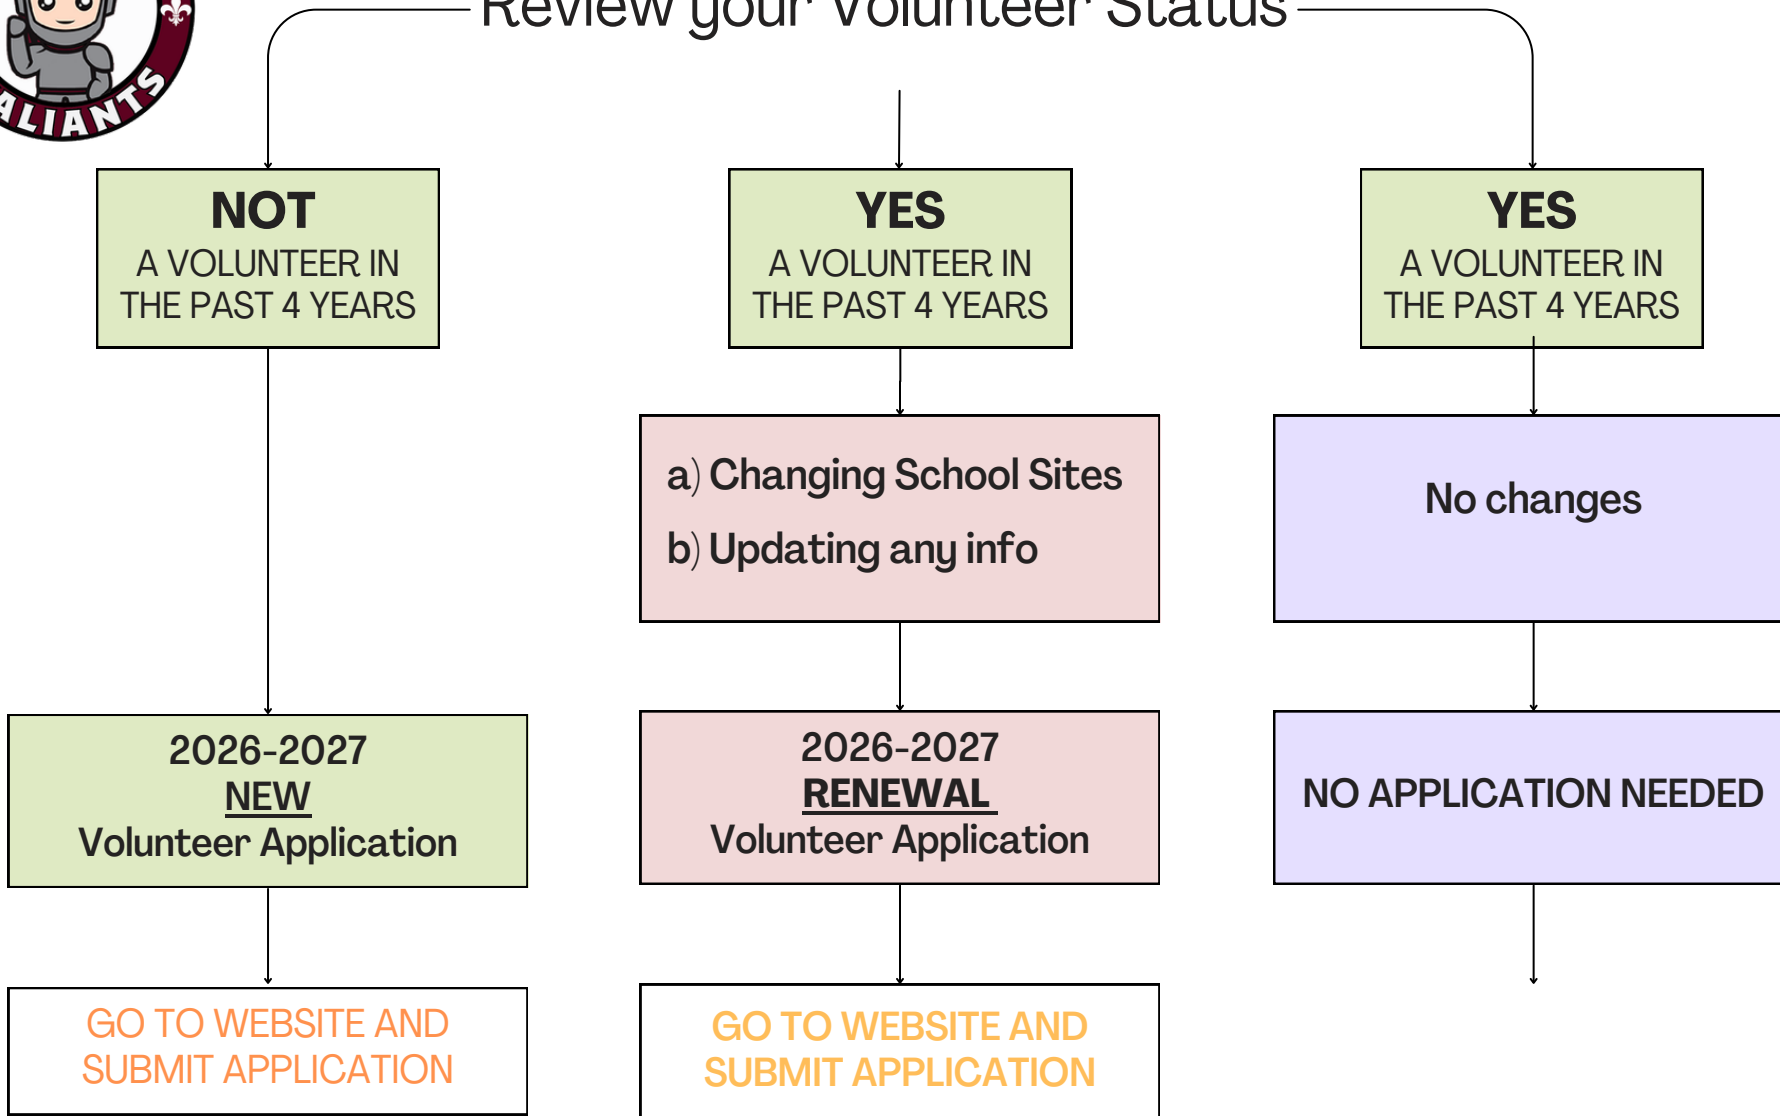 Review your Volunteer Status
ALIANTS
NOT
A VOLUNTEER IN
THE PAST 4 YEARS
YES
A VOLUNTEER IN
THE PAST 4 YEARS
YES
A VOLUNTEER IN
THE PAST 4 YEARS
a) Changing School Sites
b) Updating any info
No changes
2026-2027
NEW
Volunteer Application
2026-2027
RENEWAL
Volunteer Application
NO APPLICATION NEEDED
GO TO WEBSITE AND
SUBMIT APPLICATION
GO TO WEBSITE AND
SUBMIT APPLICATION